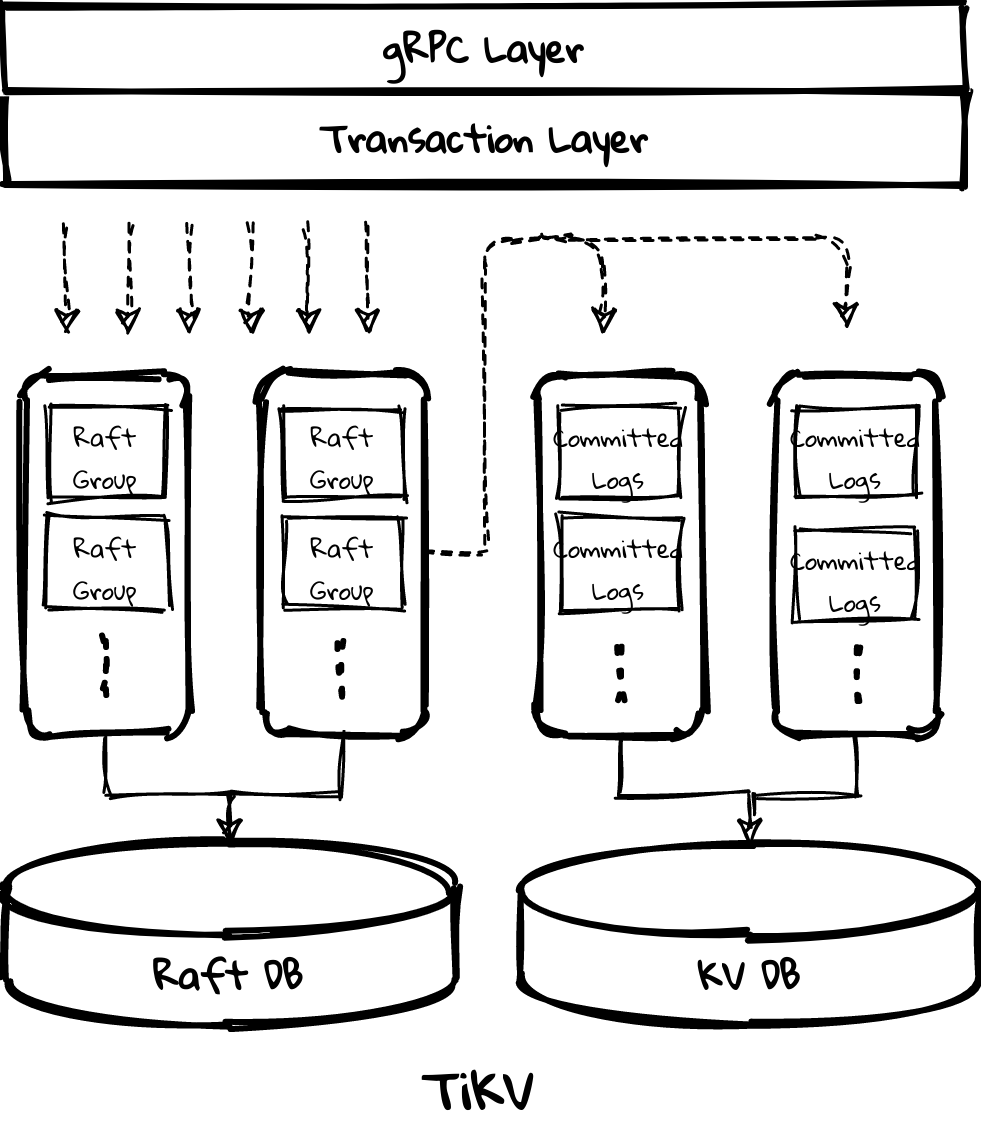 gRPC Layer
Transaction Layer
Raft
Group
Raft
Group
Raft
Group
Raft
Group
Committed
Logs
Committed
Logs
Committed
Logs
Committed
Logs
Raft DB
KV DB
TiKV